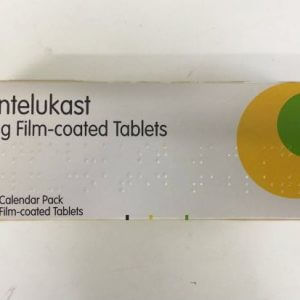 ntelukast
g Film-coated Tablets
Calendar Pack
Film-coated Tablets